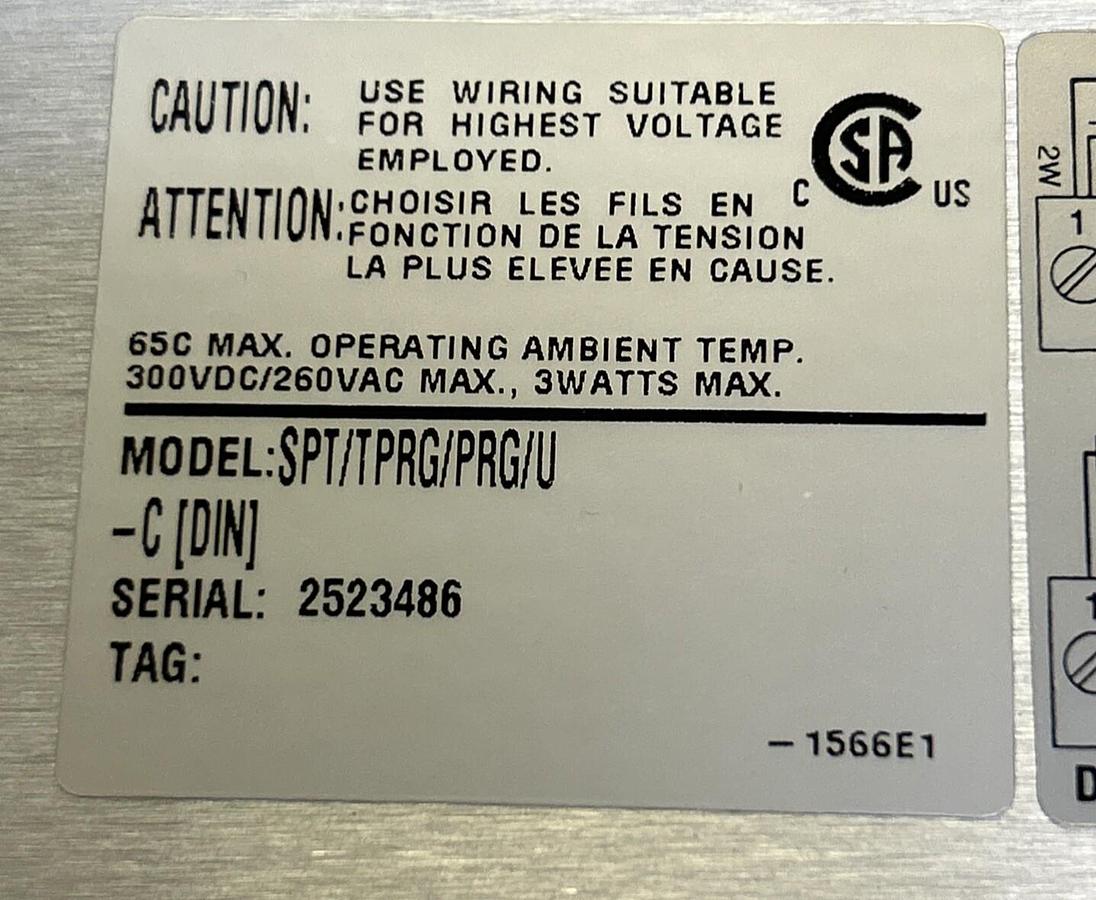 CAUTION: USE WIRING SUITABLE
FOR HIGHEST VOLTAGE
EMPLOYED.
ATTENTION: CHOISIR LES FILS EN
FONCTION DE LA TENSION
LA PLUS ELEVEE EN CAUSE.
C SA US
65C MAX. OPERATING AMBIENT TEMP.
300VDC/260VAC MAX., 3WATTS MAX.
MODEL:SPT/TPRG/PRG/U
-C [DIN]
SERIAL: 2523486
TAG:
-1566E1
2W
1
1
D